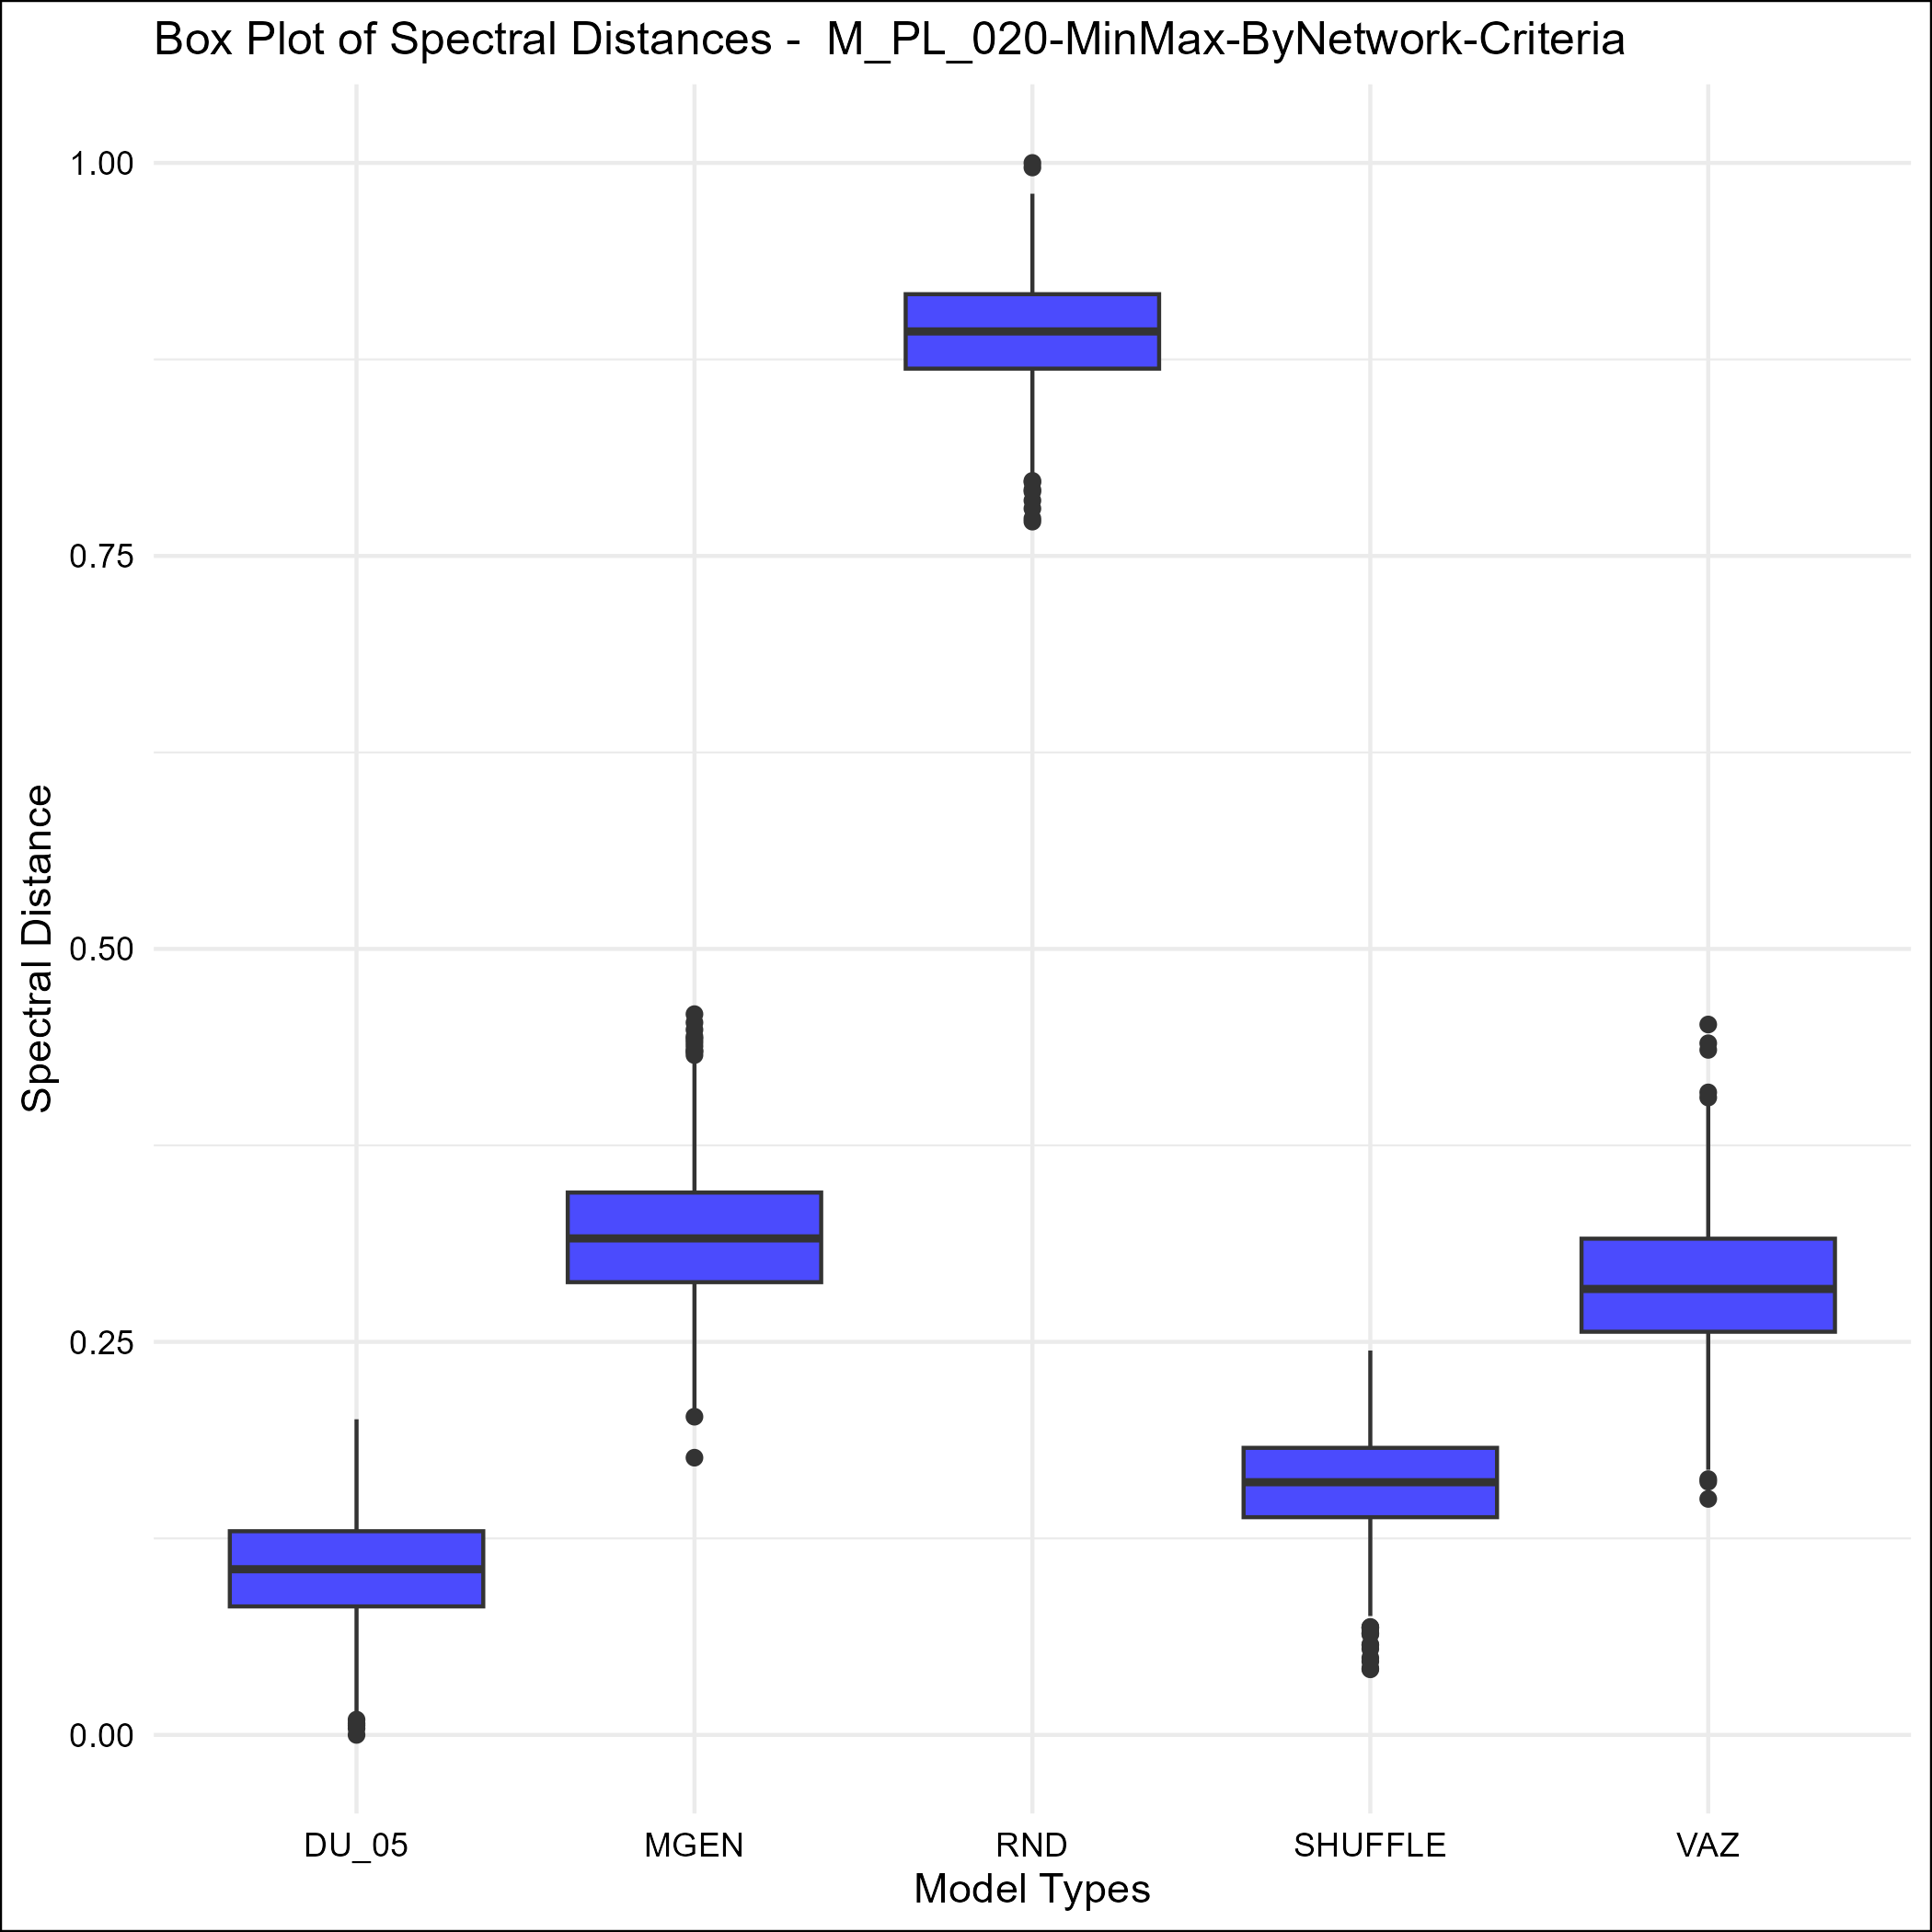 Box Plot of Spectral Distances -  M_PL_020-MinMax-ByNetwork-Criteria
Spectral Distance
1.00
0.75
0.50
0.25
0.00
DU_05 MGEN RND SHUFFLE VAZ
Model Types